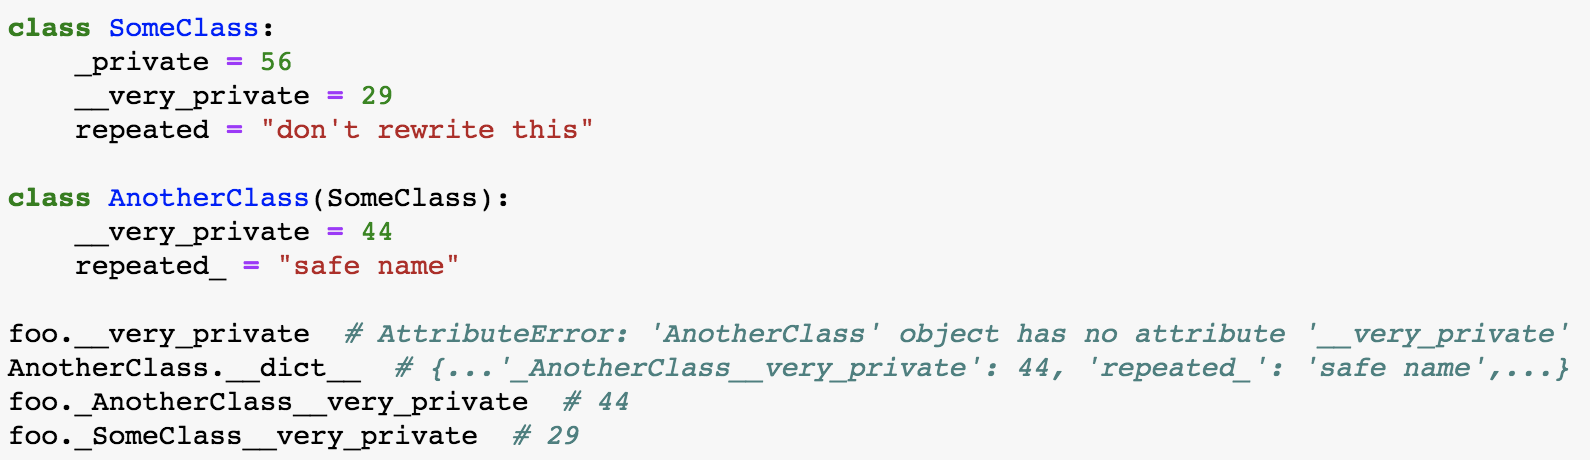 class SomeClass:
    _private = 56
    __very_private = 29
    repeated = "don't rewrite this"

class AnotherClass(SomeClass):
    __very_private = 44
    repeated_ = "safe name"

foo.__very_private  # AttributeError: 'AnotherClass' object has no attribute '__very_private'
AnotherClass.__dict__  # {...'_AnotherClass__very_private': 44, 'repeated_': 'safe name',...}
foo._AnotherClass__very_private  # 44
foo._SomeClass__very_private  # 29